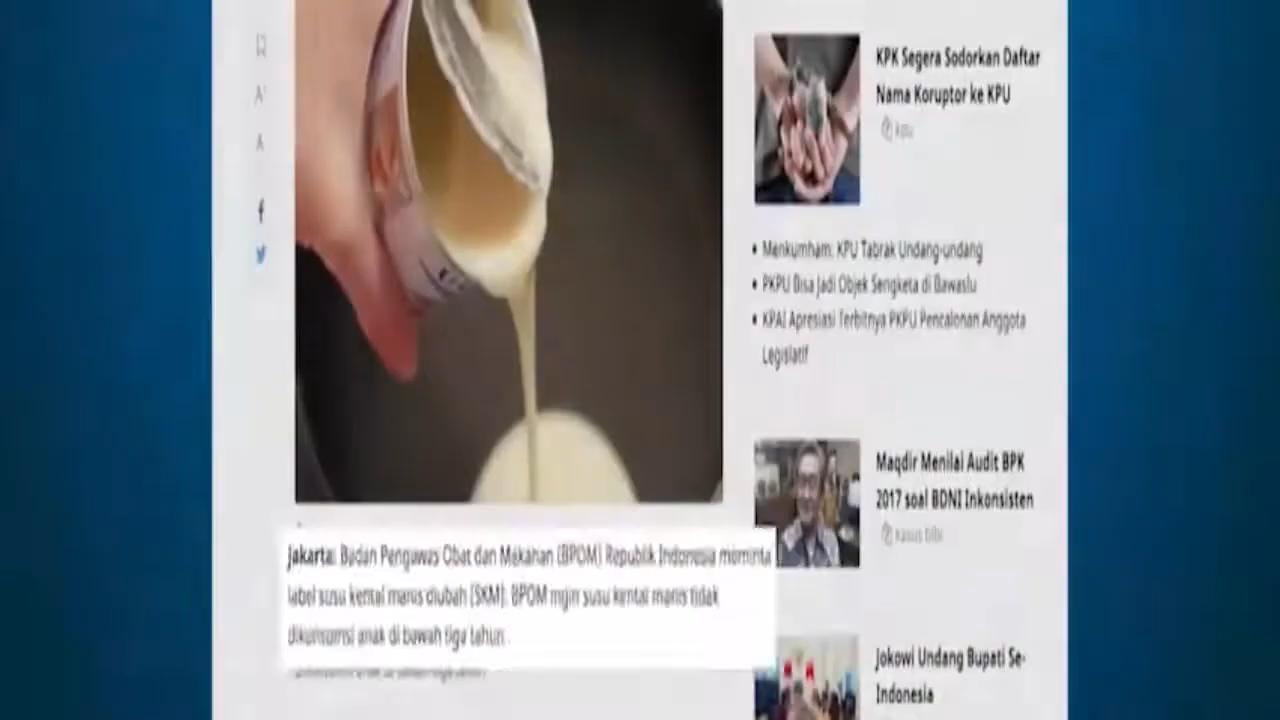 Jakarta: Badan Pengawas Obat dan Makanan (BPOM) Republik Indonesia meminta
label susu kental manis diubah (SKM). BPOM ingin susu kental manis tidak
dikonsumsi anak di bawah tiga tahun
KPK Segera Sodorkan Daftar
Nama Koruptor ke KPU
kpu
Menkumham: KPU Tabrak Undang-undang
PKPU Bisa Jadi Objek Sengketa di Bawaslu
KPAI Apresiasi Terbitnya PKPU Pencalonan Anggota
Legislatif
Maqdir Menilai Audit BPK
2017 soal BDNI Inkonsisten
kasus blbi
Jokowi Undang Bupati Se-
Indonesia